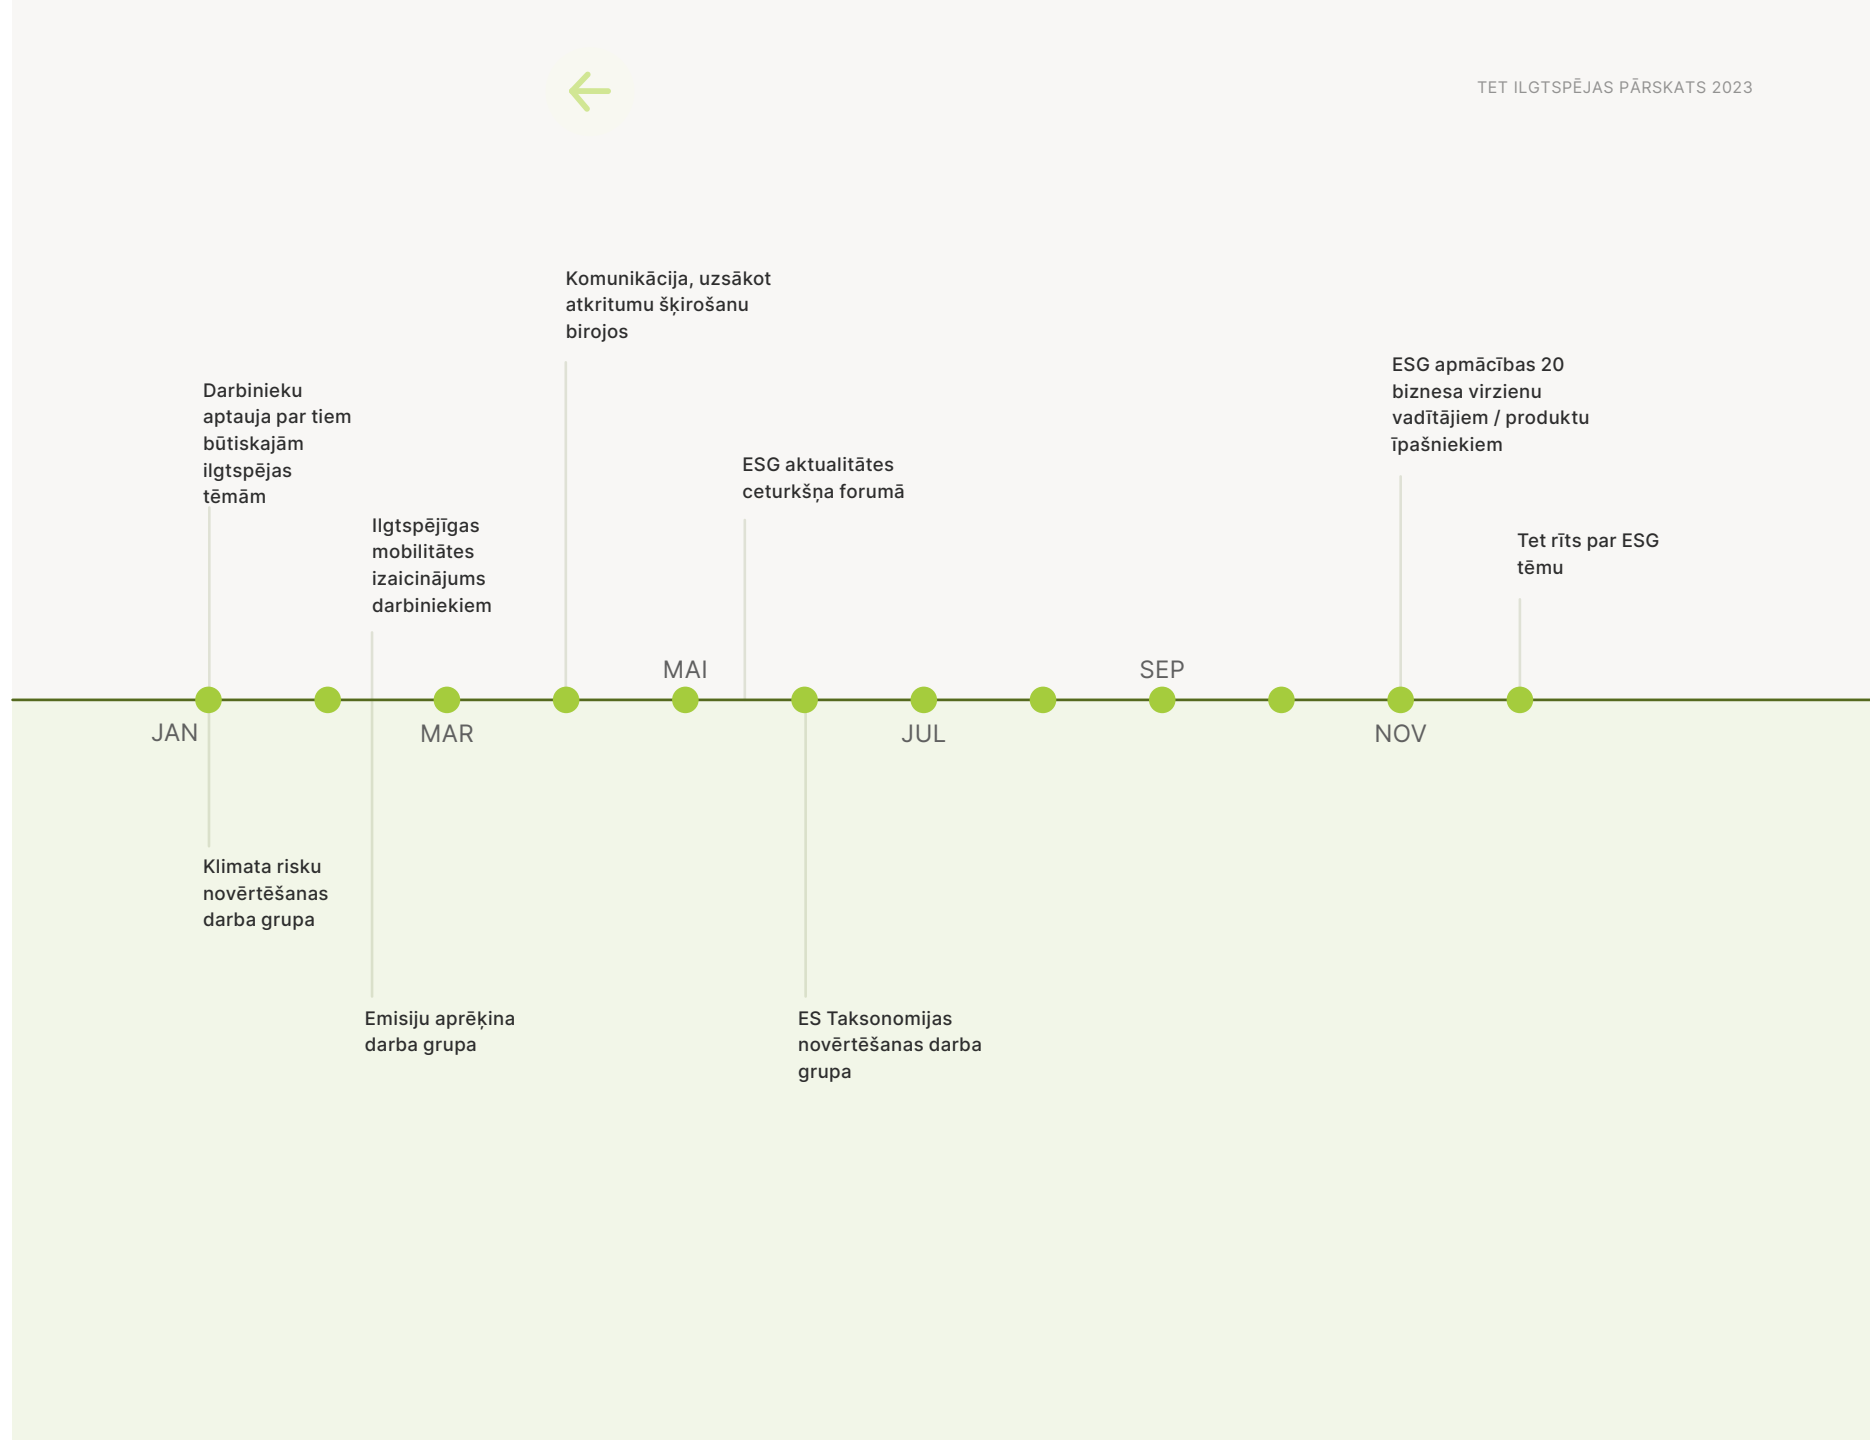 TET ILGTSPĒJAS PĀRSKATS 2023
Komunikācija, uzsākot
atkritumu šķirošanu
birojos
Darbinieku
aptauja par tiem
būtiskajām
ilgtspējas
tēmām
Ilgtspējīgas
mobilitātes
izaicinājums
darbiniekiem
ESG aktualitātes
ceturkšņa forumā
ESG apmācības 20
biznesa virzienu
vadītājiem / produktu
īpašniekiem
Tet rīts par ESG
tēmu
JAN
MAR
MAI
JUL
SEP
NOV
Klimata risku
novērtēšanas
darba grupa
Emisiju aprēķina
darba grupa
ES Taksonomijas
novērtēšanas darba
grupa